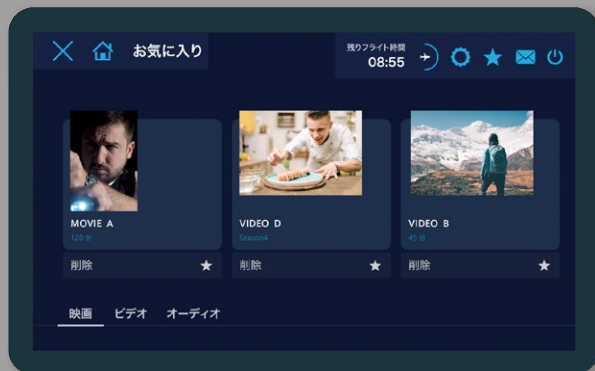 お気に入り
残りフライト時間
08:55
MOVIE A
120 分
VIDEO D
Season4
VIDEO B
45 分
削除
削除
削除
映画 ビデオ オーディオ